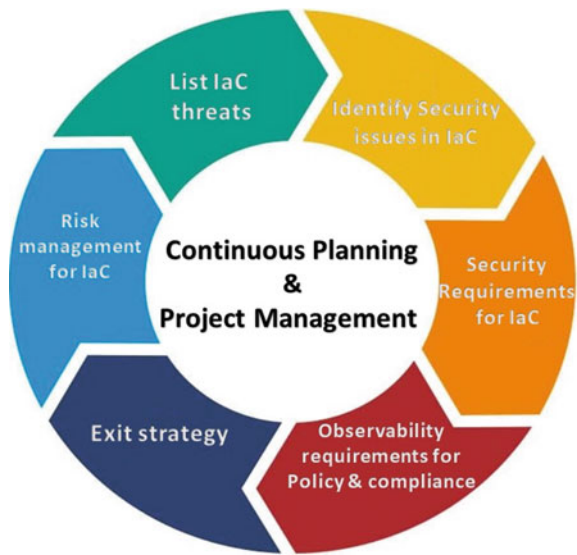 List IaC
threats
Identify Security
issues in IaC
Security
Requirements
for IaC
Observability
requirements for
Policy & compliance
Exit strategy
Risk
management
for IaC
Continuous Planning
&
Project Management